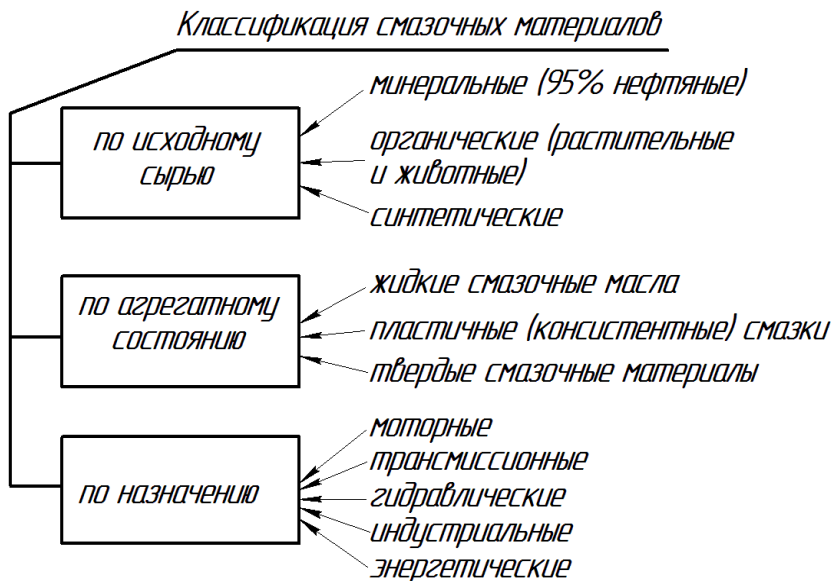 Классификация смазочных материалов
по исходному
сырью
минеральные (95% нефтяные)
органические (растительные
и животные)
синтетические
по агрегатному
состоянию
жидкие смазочные масла
пластичные (консистентные) смазки
твердые смазочные материалы
по назначению
моторные
трансмиссионные
гидравлические
индустриальные
энергетические